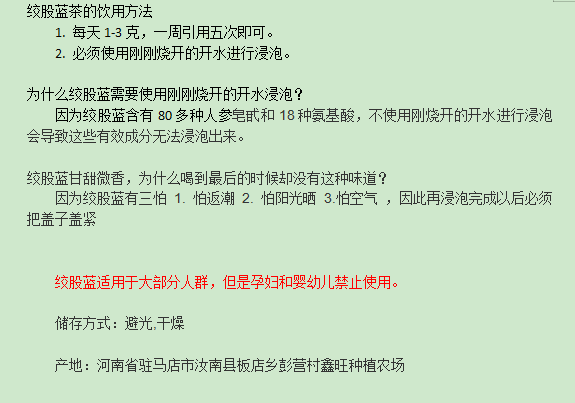 绞股蓝茶的饮用方法
1. 每天 1-3 克，一周引用五次即可。
2. 必须使用刚刚烧开的开水进行浸泡。
为什么绞股蓝需要使用刚刚烧开的开水浸泡？
因为绞股蓝含有 80 多种人参皂甙和 18 种氨基酸，不使用刚烧开的开水进行浸泡
会导致这些有效成分无法浸泡出来。
绞股蓝甘甜微香，为什么喝到最后的时候却没有这种味道？
因为绞股蓝有三怕 1. 怕返潮 2. 怕阳光晒 3.怕空气 ，因此再浸泡完成以后必须
把盖子盖紧
绞股蓝适用于大部分人群，但是孕妇和婴幼儿禁止使用。
储存方式：避光,干燥
产地：河南省驻马店市汝南县板店乡彭营村鑫旺种植农场